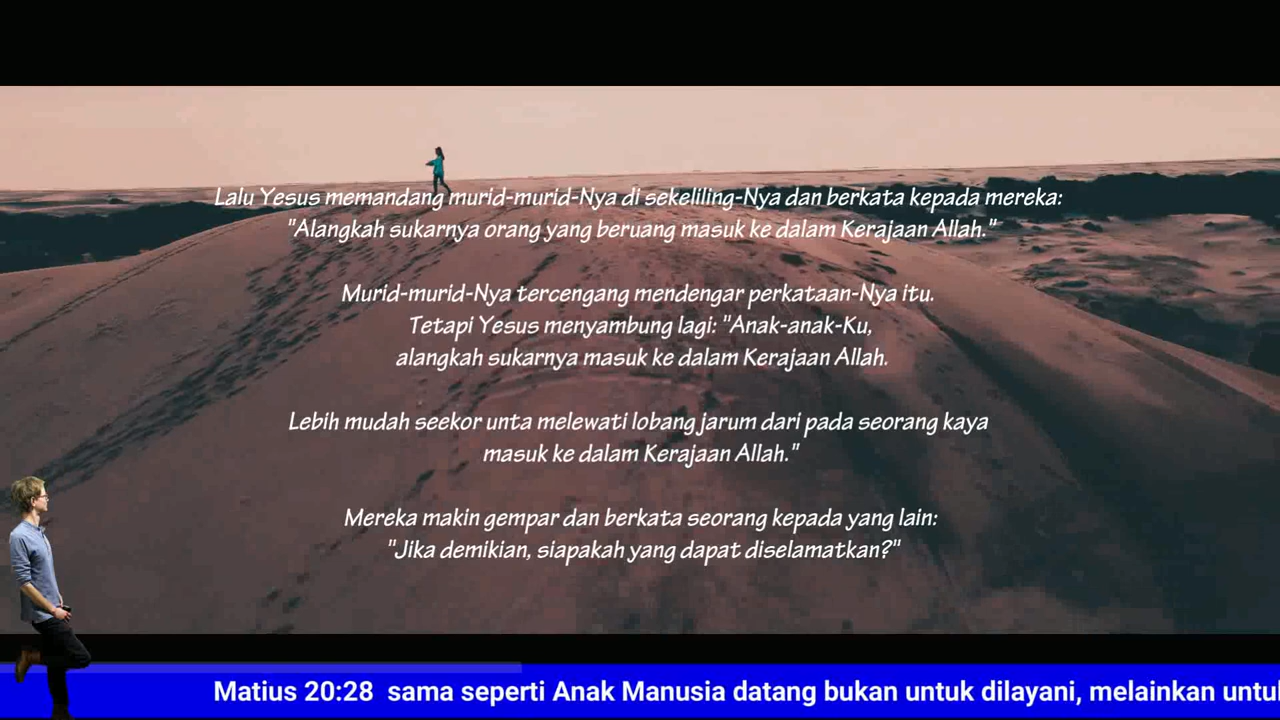 Lalu Yesus memandang murid-murid-Nya di sekeliling-Nya dan berkata kepada mereka:
"Alangkah sukarnya orang yang beruang masuk ke dalam Kerajaan Allah."
Murid-murid-Nya tercengang mendengar perkataan-Nya itu.
Tetapi Yesus menyambung lagi: "Anak-anak-Ku,
alangkah sukarnya masuk ke dalam Kerajaan Allah.
Lebih mudah seekor unta melewati lobang jarum dari pada seorang kaya
masuk ke dalam Kerajaan Allah."
Mereka makin gempar dan berkata seorang kepada yang lain:
"Jika demikian, siapakah yang dapat diselamatkan?"
Matius 20:28 sama seperti Anak Manusia datang bukan untuk dilayani, melainkan